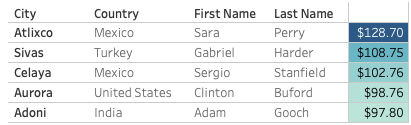 City Country First Name Last Name
Atlixco Mexico Sara Perry $128.70
Sivas Turkey Gabriel Harder $108.75
Celaya Mexico Sergio Stanfield $102.76
Aurora United States Clinton Buford $98.76
Adoni India Adam Gooch $97.80